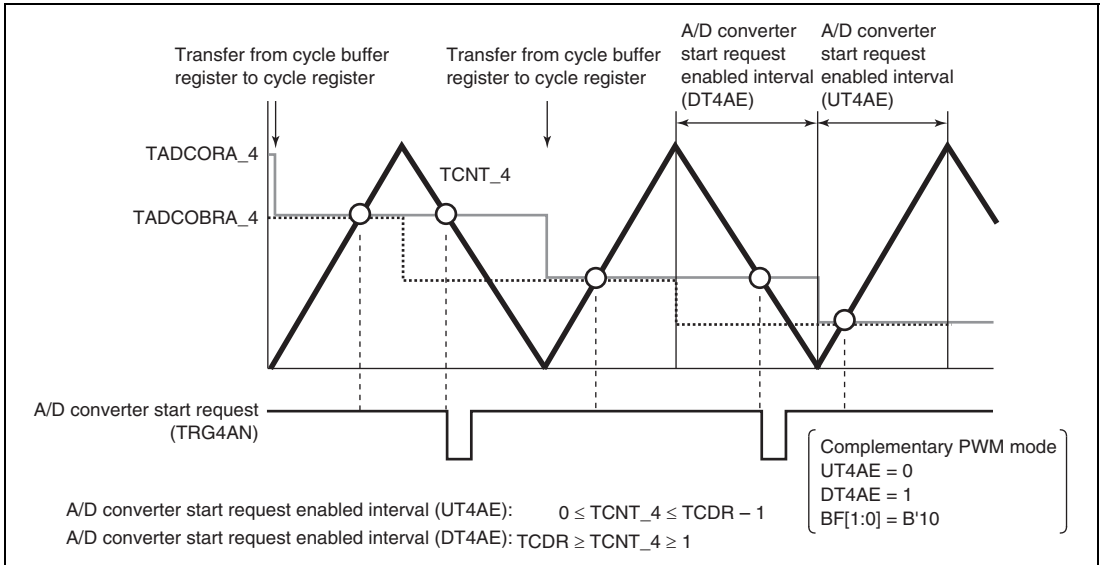 Transfer from cycle buffer
register to cycle register
Transfer from cycle buffer
register to cycle register
A/D converter
start request
enabled interval
(DT4AE)
A/D converter
start request
enabled interval
(UT4AE)
TADCORA_4
TCNT_4
TADCOBRA_4
A/D converter start request
(TRG4AN)
Complementary PWM mode
UT4AE = 0
DT4AE = 1
BF[1:0] = B'10
A/D converter start request enabled interval (UT4AE): 0 ≤ TCNT_4 ≤ TCDR – 1
A/D converter start request enabled interval (DT4AE): TCDR ≥ TCNT_4 ≥ 1